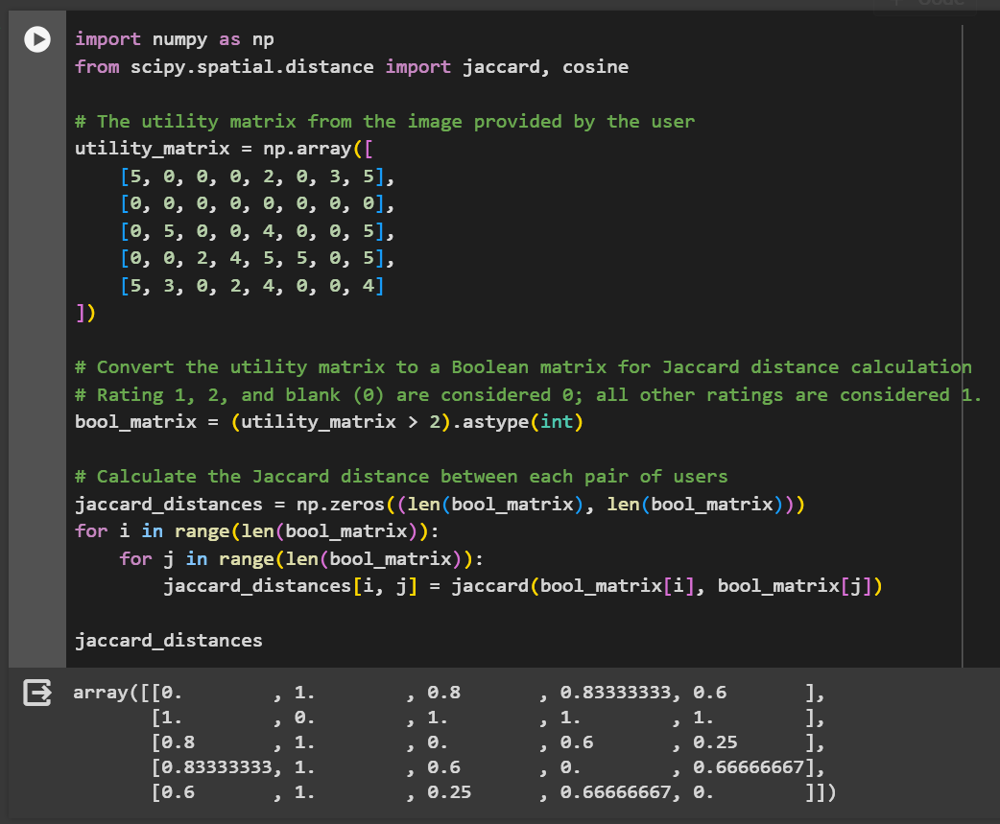 import numpy as np
from scipy.spatial.distance import jaccard, cosine
# The utility matrix from the image provided by the user
utility_matrix = np.array([
    [5, 0, 0, 0, 2, 0, 3, 5],
    [0, 0, 0, 0, 0, 0, 0, 0],
    [0, 5, 0, 0, 4, 0, 0, 5],
    [0, 0, 2, 4, 5, 5, 0, 5],
    [5, 3, 0, 2, 4, 0, 0, 4]
])
# Convert the utility matrix to a Boolean matrix for Jaccard distance calculation
# Rating 1, 2, and blank (0) are considered 0; all other ratings are considered 1.
bool_matrix = (utility_matrix > 2).astype(int)
# Calculate the Jaccard distance between each pair of users
jaccard_distances = np.zeros((len(bool_matrix), len(bool_matrix)))
for i in range(len(bool_matrix)):
    for j in range(len(bool_matrix)):
        jaccard_distances[i, j] = jaccard(bool_matrix[i], bool_matrix[j])
jaccard_distances
array([[0.        , 1.        , 0.8       , 0.83333333, 0.6       ],
       [1.        , 0.        , 1.        , 1.        , 1.        ],
       [0.8       , 1.        , 0.        , 0.6       , 0.25      ],
       [0.83333333, 1.        , 0.6       , 0.        , 0.66666667],
       [0.6       , 1.        , 0.25      , 0.66666667, 0.        ]])